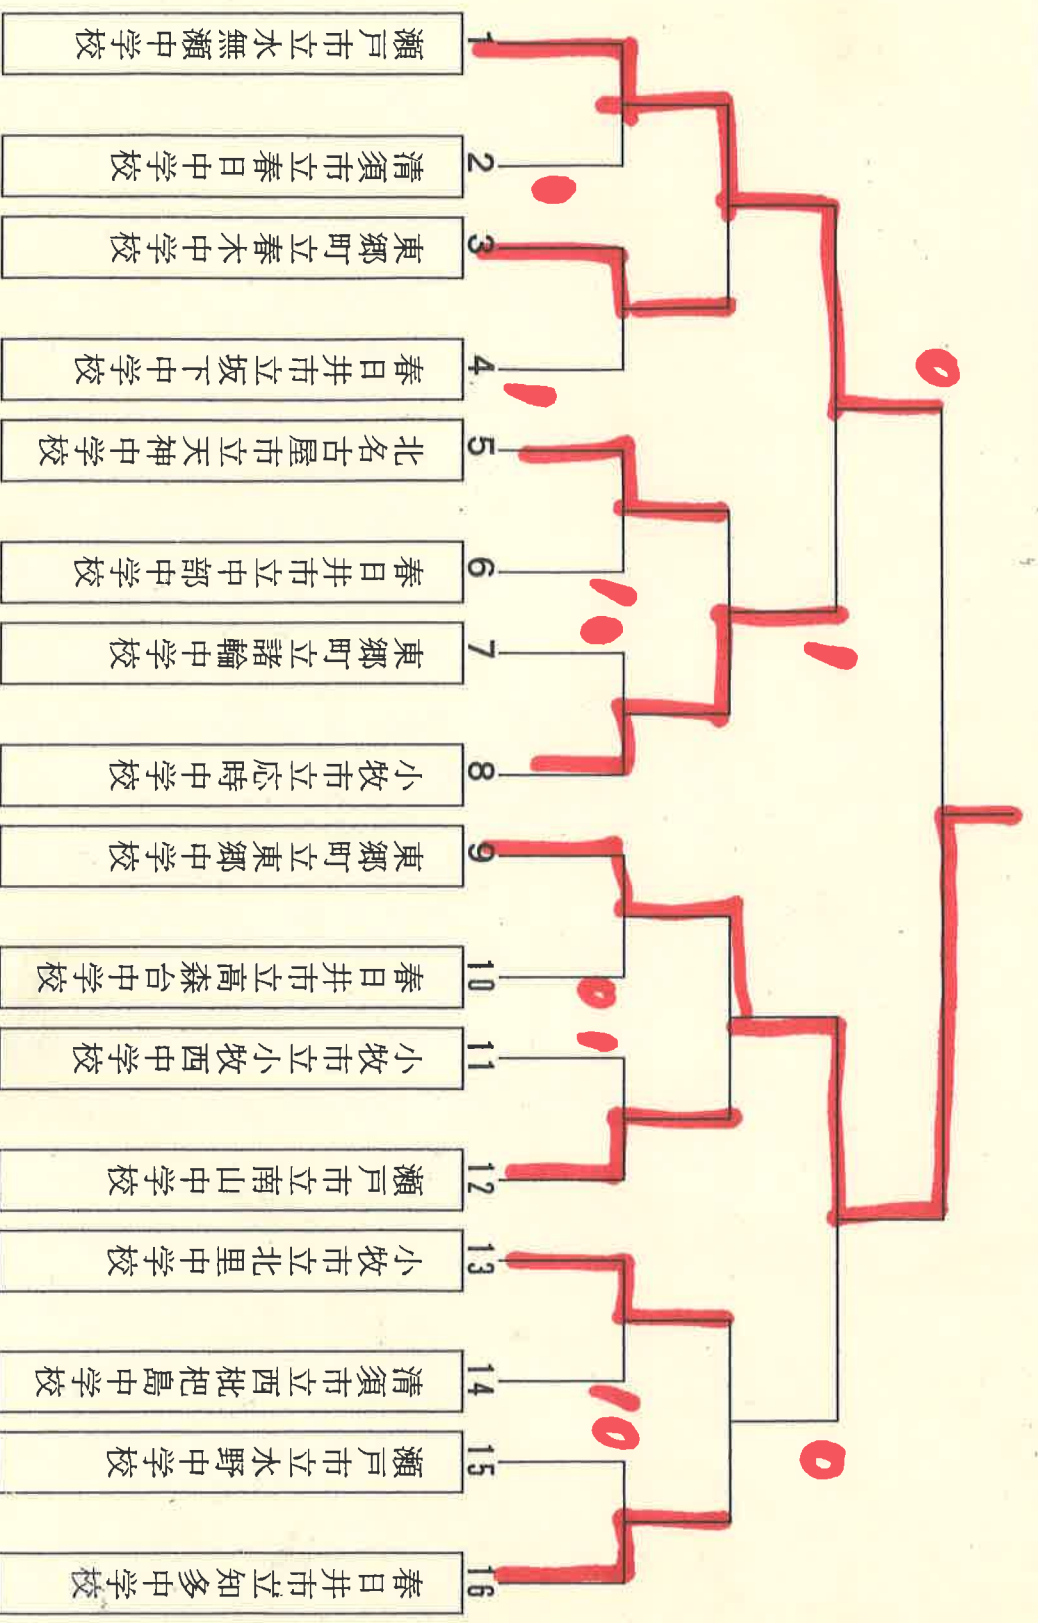 1 瀬戸市立水無瀬中学校
2 清須市立春日中学校
0
3 東郷町立春木中学校
4 春日井市立坂下中学校
1
5 北名古屋市立天神中学校
6 春日井市立中部中学校
1
0
7 東郷町立諸輪中学校
8 小牧市立応時中学校
9 東郷町立東郷中学校
10 春日井市立高森台中学校
0
1
11 小牧市立小牧西中学校
12 瀬戸市立南山中学校
13 小牧市立北里中学校
14 清須市立西枇杷島中学校
1
0
15 瀬戸市立水野中学校
16 春日井市立知多中学校
0
1
0